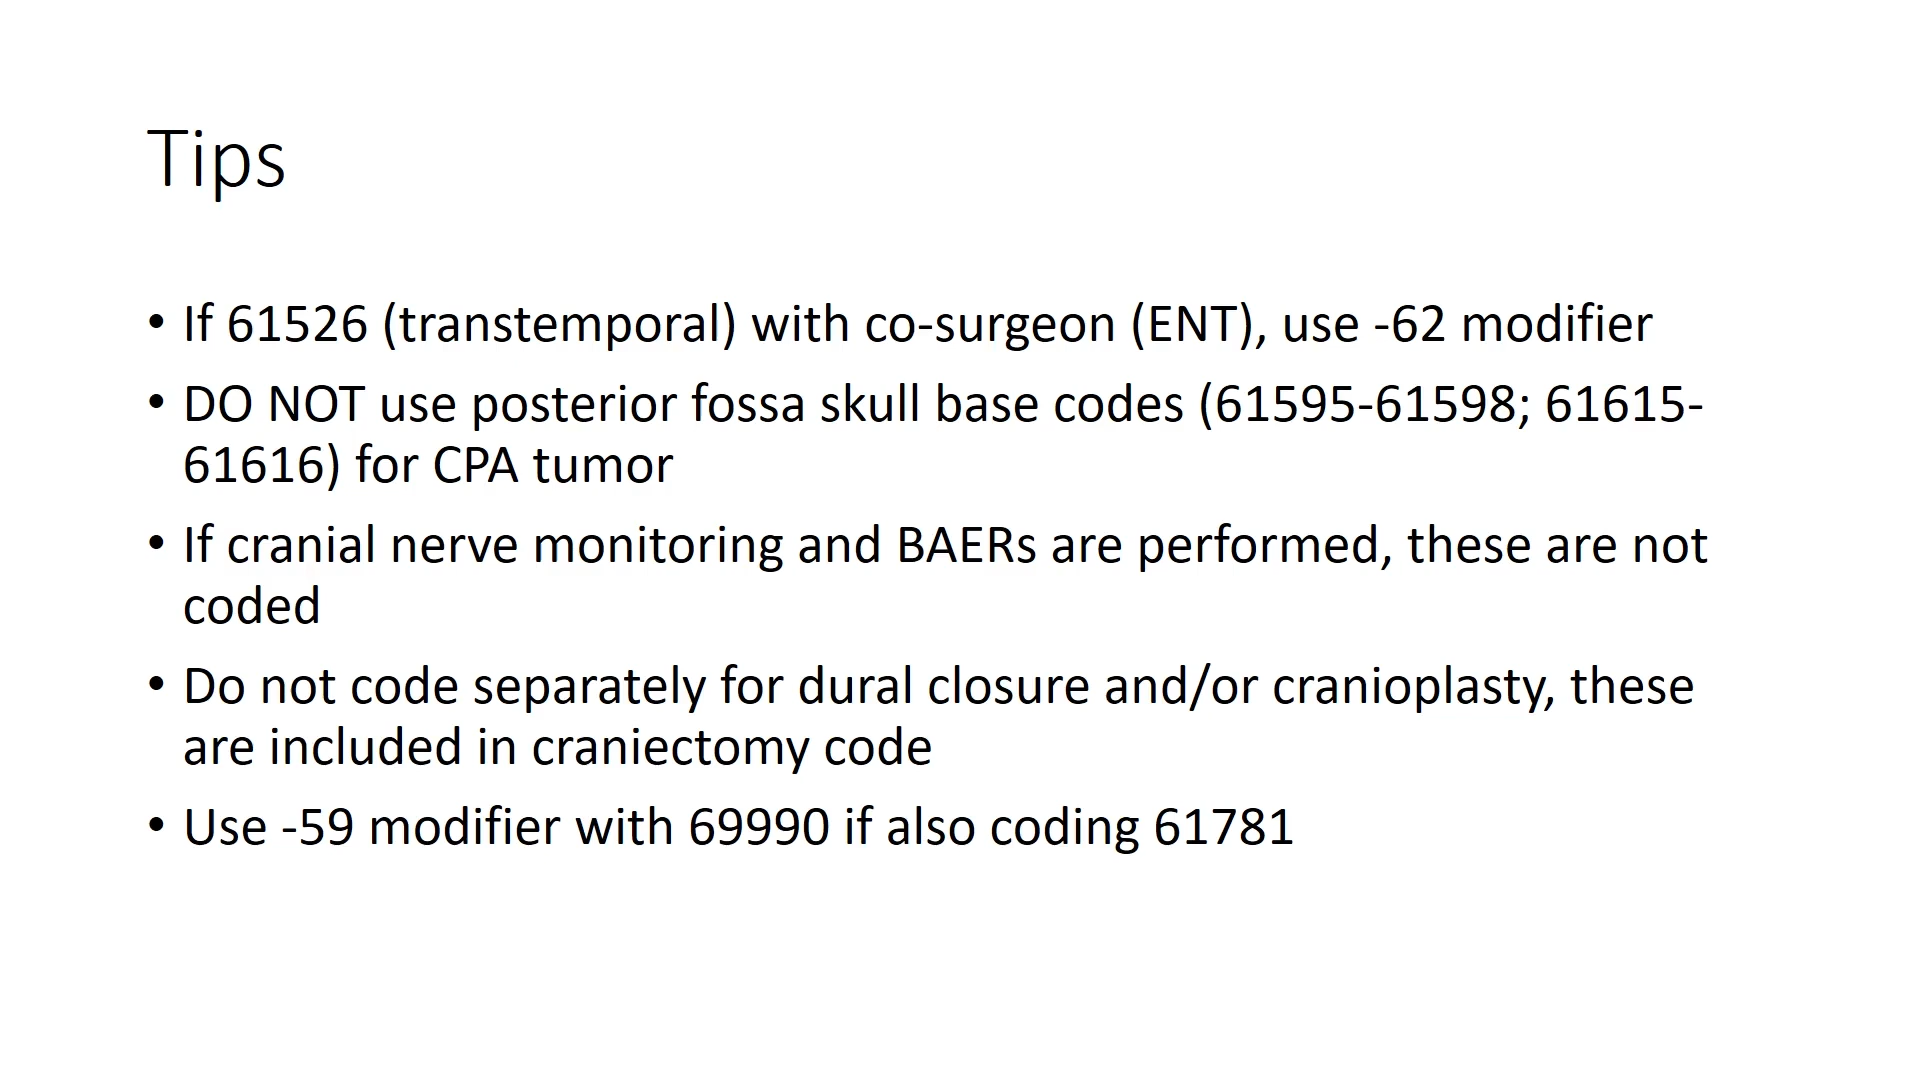 Tips
• If 61526 (transtemporal) with co-surgeon (ENT), use -62 modifier
• DO NOT use posterior fossa skull base codes (61595-61598; 61615-
61616) for CPA tumor
• If cranial nerve monitoring and BAERs are performed, these are not
coded
• Do not code separately for dural closure and/or cranioplasty, these
are included in craniectomy code
• Use -59 modifier with 69990 if also coding 61781